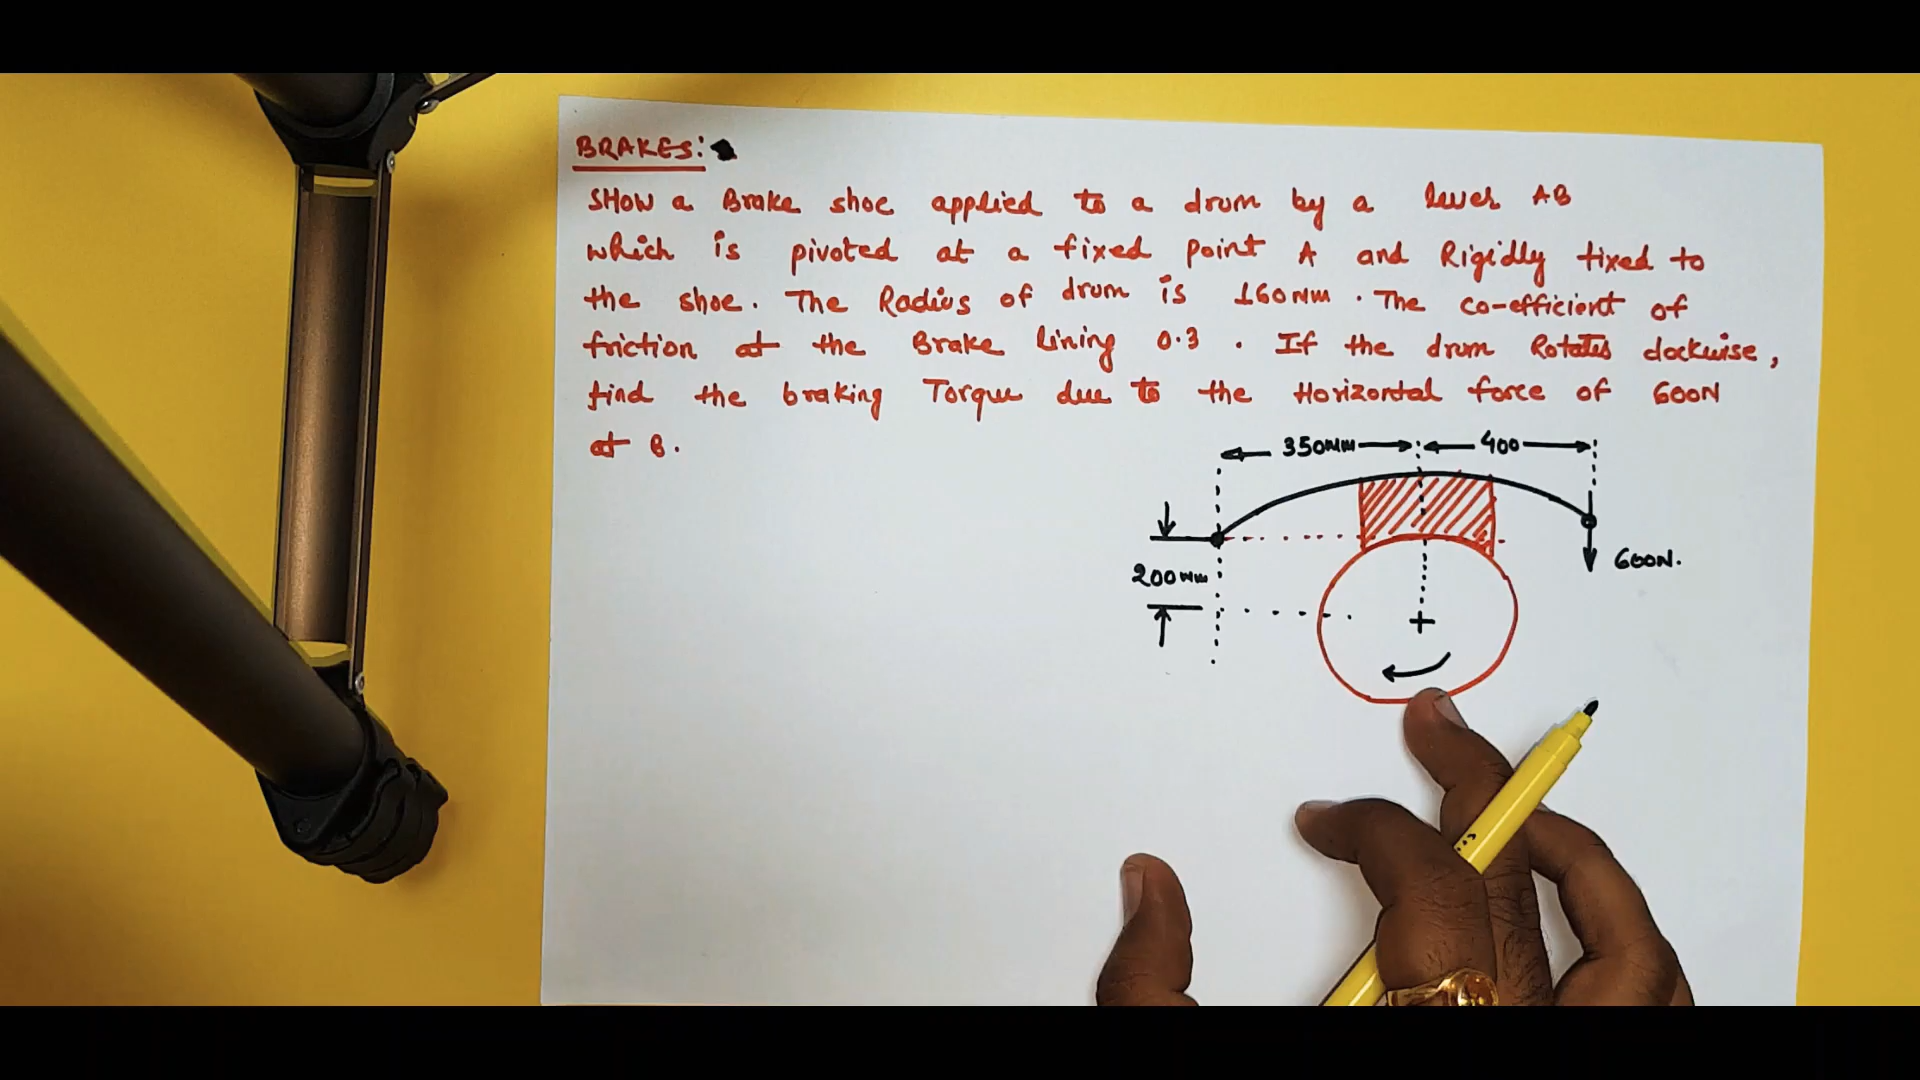 BRAKES:
SHOW a Brake shoe applied to a drum by a lever AB
which is pivoted at a fixed point A and Rigidly fixed to
the shoe. The Radius of drum is 160mm. The co-efficient of
friction at the Brake lining 0.3. If the drum Rotates clockwise,
find the braking Torque due to the Horizontal force of 600N
at B.
350mm 400
200mm
600N.